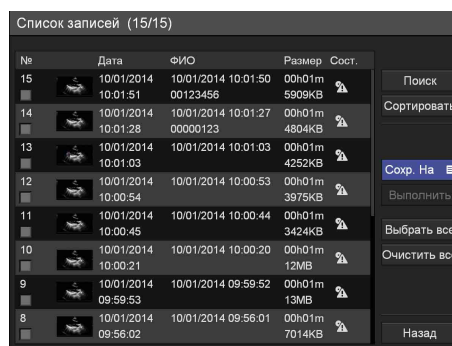 Список записей (15/15)
№ Дата ФИО Размер Сост.
15 10/01/2014 10/01/2014 10:01:50 00h01m
10:01:51 00123456 5909KB
Поиск
14 10/01/2014 10/01/2014 10:01:27 00h01m
10:01:28 00000123 4804KB
Сортировать
13 10/01/2014 10/01/2014 10:01:03 00h01m
10:01:03 4252KB
Сохр. На
12 10/01/2014 10/01/2014 10:00:53 00h01m
10:00:54 3975KB
Выполнить
11 10/01/2014 10/01/2014 10:00:44 00h01m
10:00:45 3424KB
Выбрать все
10 10/01/2014 10/01/2014 10:00:20 00h01m
10:00:21 12MB
Очистить все
9 10/01/2014 10/01/2014 09:59:52 00h01m
09:59:53 13MB
8 10/01/2014 10/01/2014 09:56:01 00h01m
09:56:02 7014KB
Назад